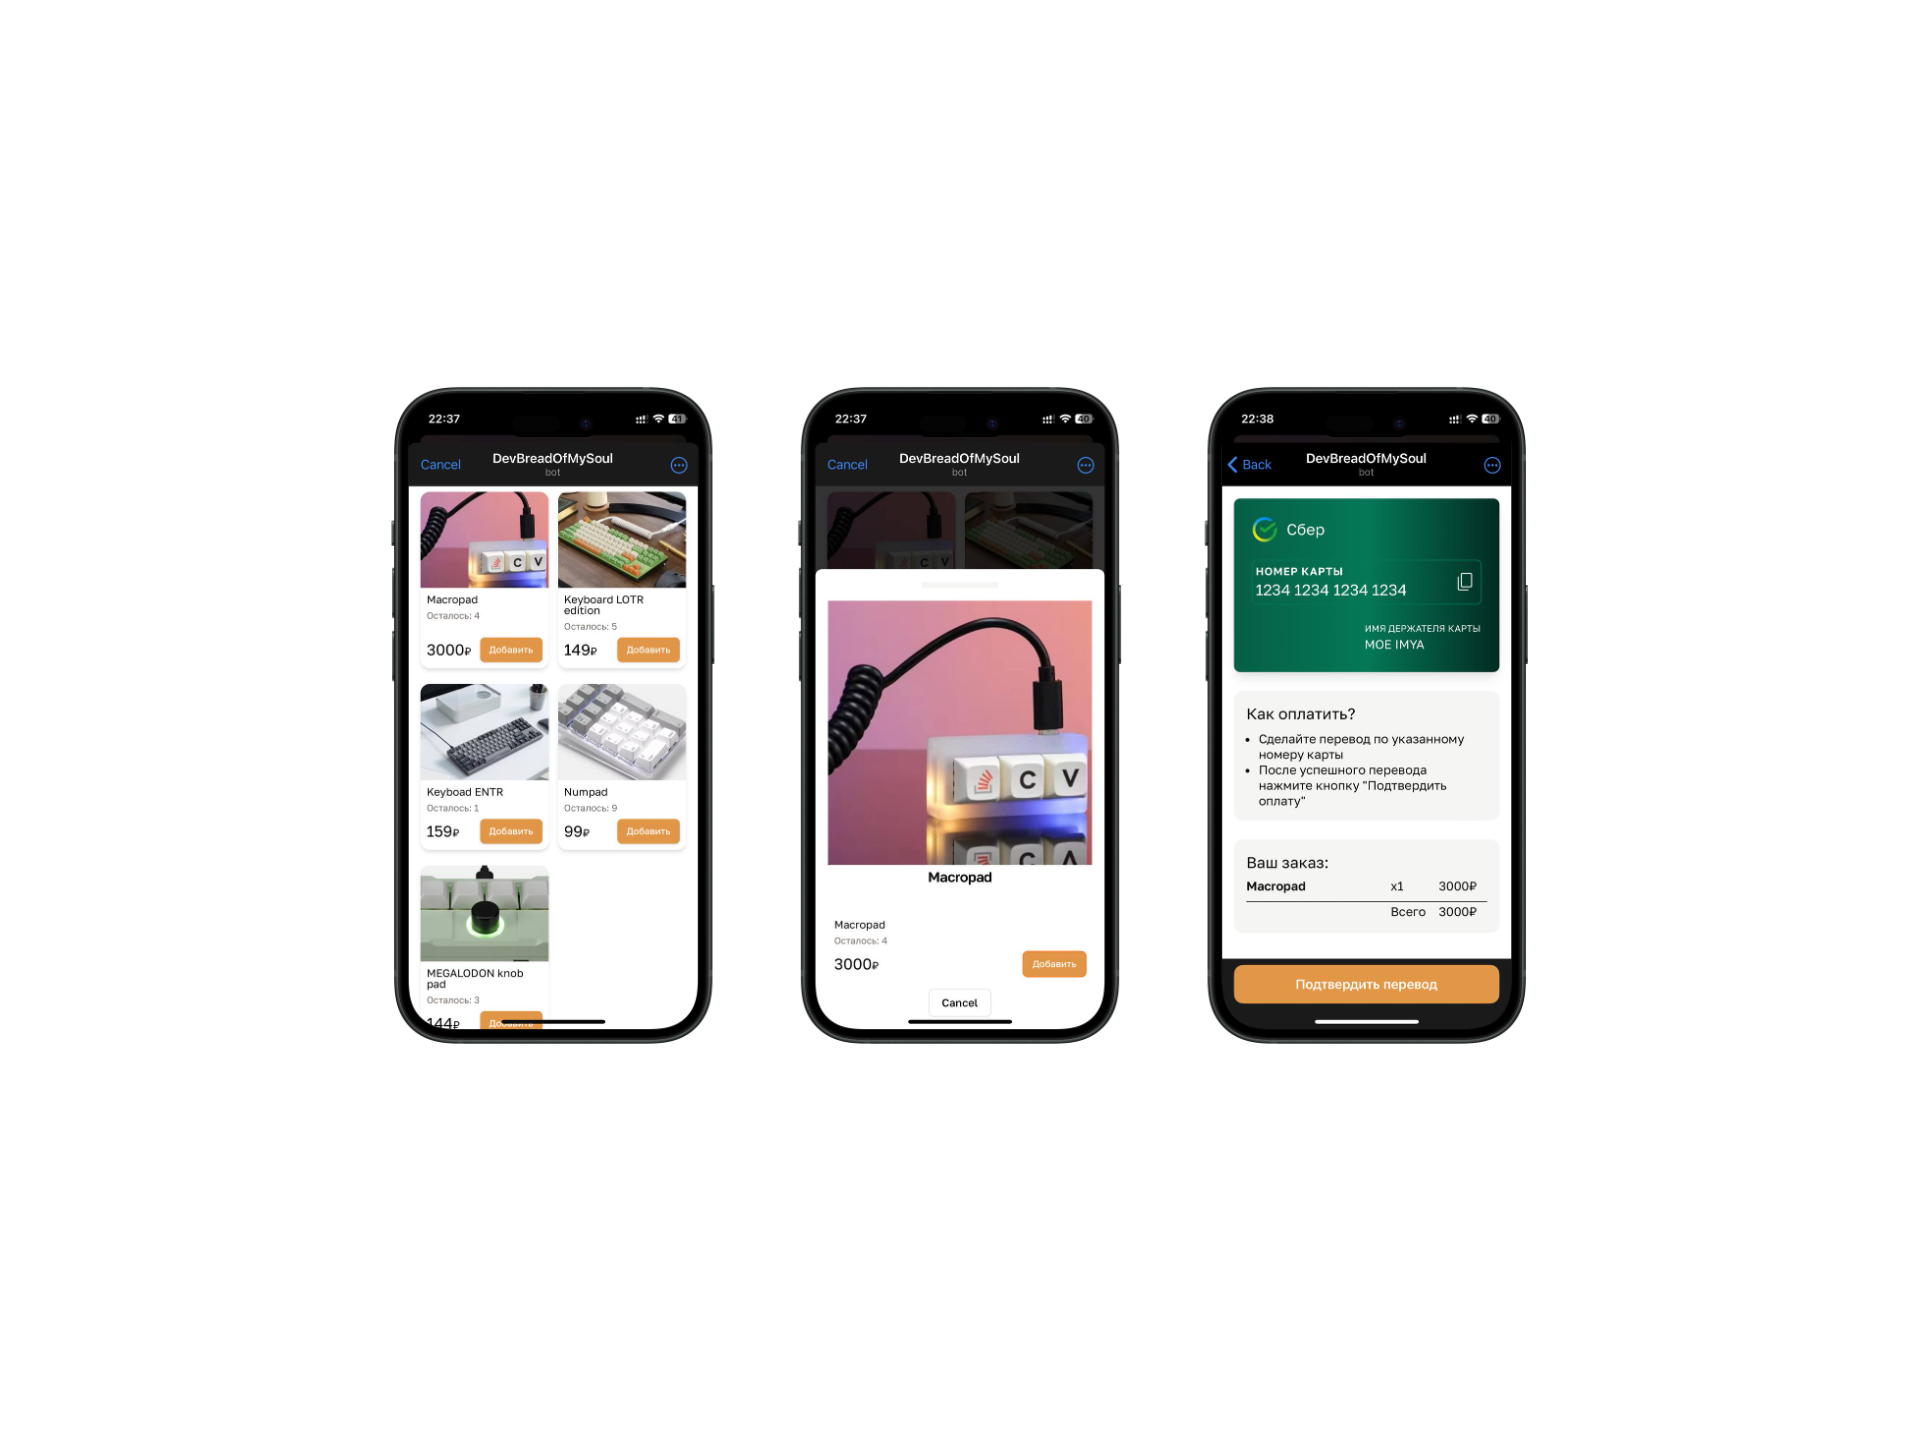 22:37
41
Cancel
DevBreadOfMySoul
bot
C V
Macropad
Осталось: 4
3000₽
Добавить
Keyboard LOTR
edition
Осталось: 5
149₽
Добавить
Keyboad ENTR
Осталось: 1
159₽
Добавить
Numpad
Осталось: 9
99₽
Добавить
MEGALODON knob
pad
Осталось: 3
144₽
Добавить
22:37
40
Cancel
DevBreadOfMySoul
bot
C V
C V
Macropad
Macropad
Осталось: 4
3000₽
Добавить
Cancel
22:38
40
Back
DevBreadOfMySoul
bot
Сбер
НОМЕР КАРТЫ
1234 1234 1234 1234
ИМЯ ДЕРЖАТЕЛЯ КАРТЫ
MOE IMYA
Как оплатить?
• Сделайте перевод по указанному
номеру карты
• После успешного перевода
нажмите кнопку "Подтвердить
оплату"
Ваш заказ:
Macropad x1 3000₽
Всего 3000₽
Подтвердить перевод